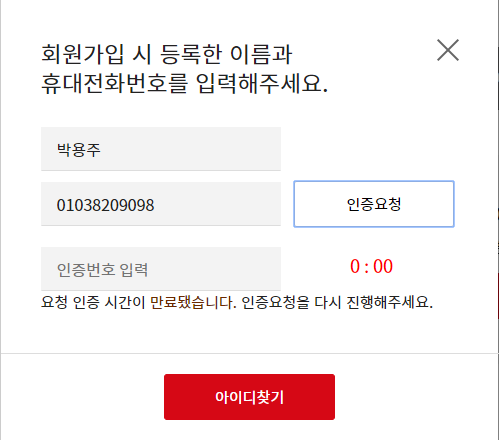 회원가입 시 등록한 이름과
휴대전화번호를 입력해주세요.
박용주
01038209098
인증요청
인증번호 입력
0 : 00
요청 인증 시간이 만료됐습니다. 인증요청을 다시 진행해주세요.
아이디찾기